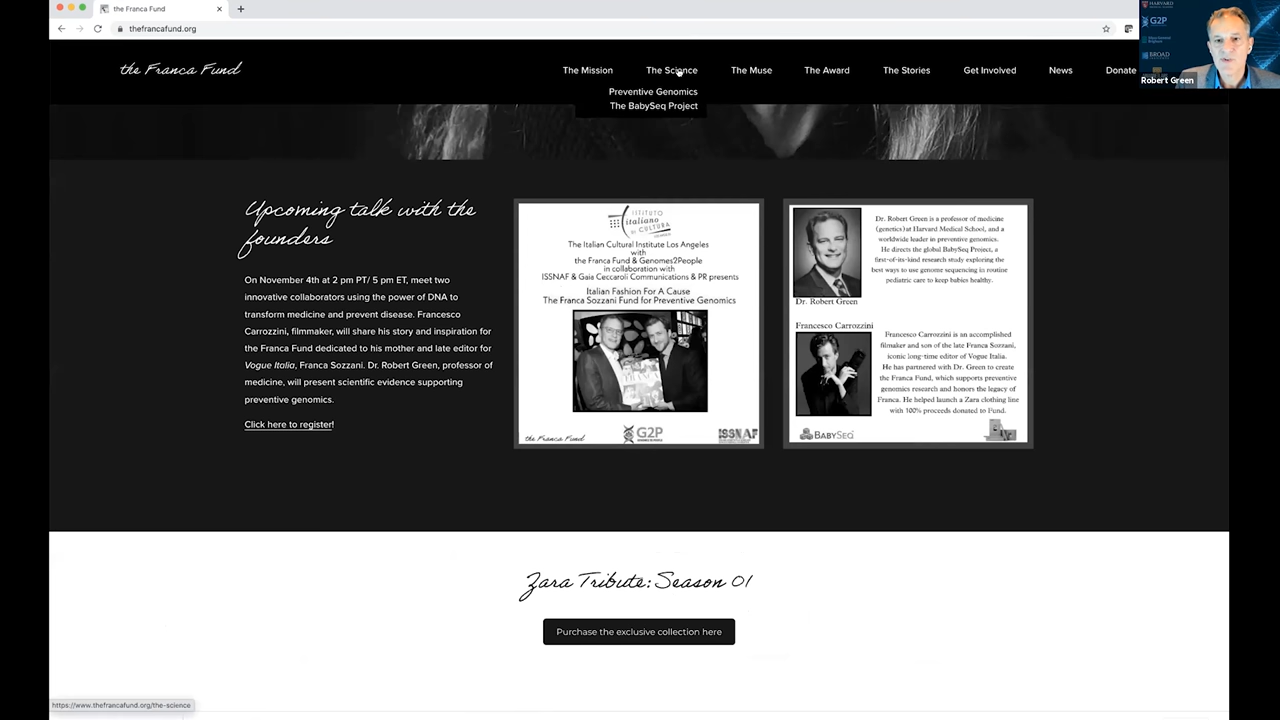 the Franca Fund
thefrancafund.org
the Franca Fund
The Mission
The Science
The Muse
The Award
The Stories
Get Involved
News
Donate
Preventive Genomics
The BabySeq Project
HARVARD
G2P
BROAD
Robert Green
Upcoming talk with the
founders
On November 4th at 2 pm PT/ 5 pm ET, meet two
innovative collaborators using the power of DNA to
transform medicine and prevent disease. Francesco
Carrozzini, filmmaker, will share his story and inspiration for
the Fund dedicated to his mother and late editor for
Vogue Italia, Franca Sozzani. Dr. Robert Green, professor of
medicine, will present scientific evidence supporting
preventive genomics.
Click here to register!
ISTITUTO
italiano
DI CULTURA
The Italian Cultural Institute Los Angeles
with
the Franca Fund & Genomes2People
in collaboration with
ISSNAF & Gaia Ceccaroli Communications & PR presents
Italian Fashion For A Cause
The Franca Sozzani Fund for Preventive Genomics
the Franca Fund
G2P
ISSNAF
Dr. Robert Green is a professor of medicine
(genetics)at Harvard Medical School, and a
worldwide leader in preventive genomics.
He directs the global BabySeq Project, a
first-of-its-kind research study exploring the
best ways to use genome sequencing in routine
pediatric care to keep babies healthy.
Dr. Robert Green
Francesco Carrozzini
Francesco Carrozzini is an accomplished
filmaker and son of the late Franca Sozzani,
iconic long-time editor of Vogue Italia.
He has partnered with Dr. Green to create
the Franca Fund, which supports preventive
genomics research and honors the legacy of
Franca. He helped launch a Zara clothing line
with 100% proceeds donated to Fund.
BABYSEQ
Zara Tribute: Season 01
Purchase the exclusive collection here
https://www.thefrancafund.org/the-science